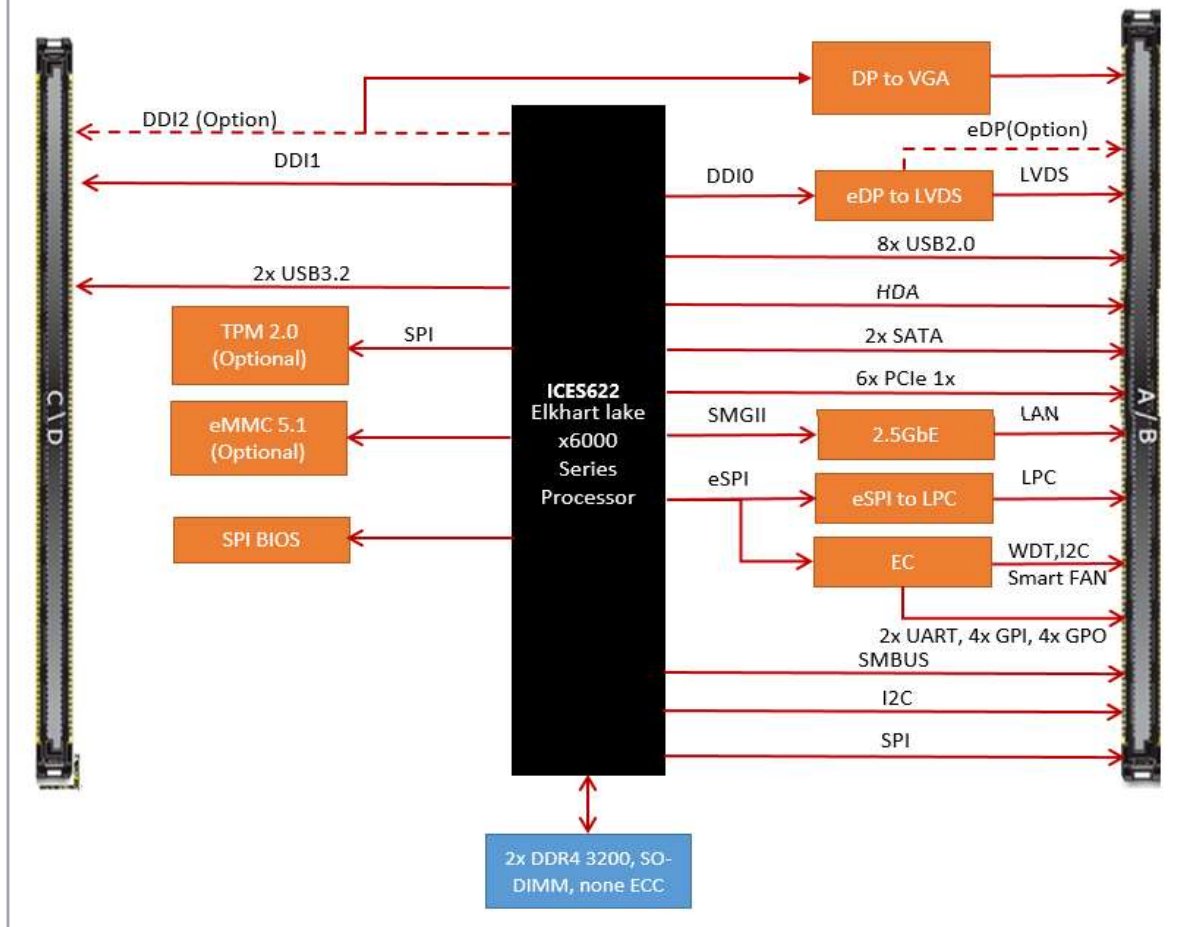 DP to VGA
DDI2 (Option)
eDP(Option)
DDI1
DDI0
eDP to LVDS
LVDS
8x USB2.0
2x USB3.2
HDA
TPM 2.0
(Optional)
SPI
2x SATA
6x PCIe 1x
ICES622
Elkhart lake
x6000
Series
Processor
eMMC 5.1
(Optional)
SMGII
2.5GbE
LAN
eSPI
eSPI to LPC
LPC
SPI BIOS
EC
WDT,I2C
Smart FAN
2x UART, 4x GPI, 4x GPO
SMBUS
I2C
SPI
C \ D
A / B
2x DDR4 3200, SO-
DIMM, none ECC